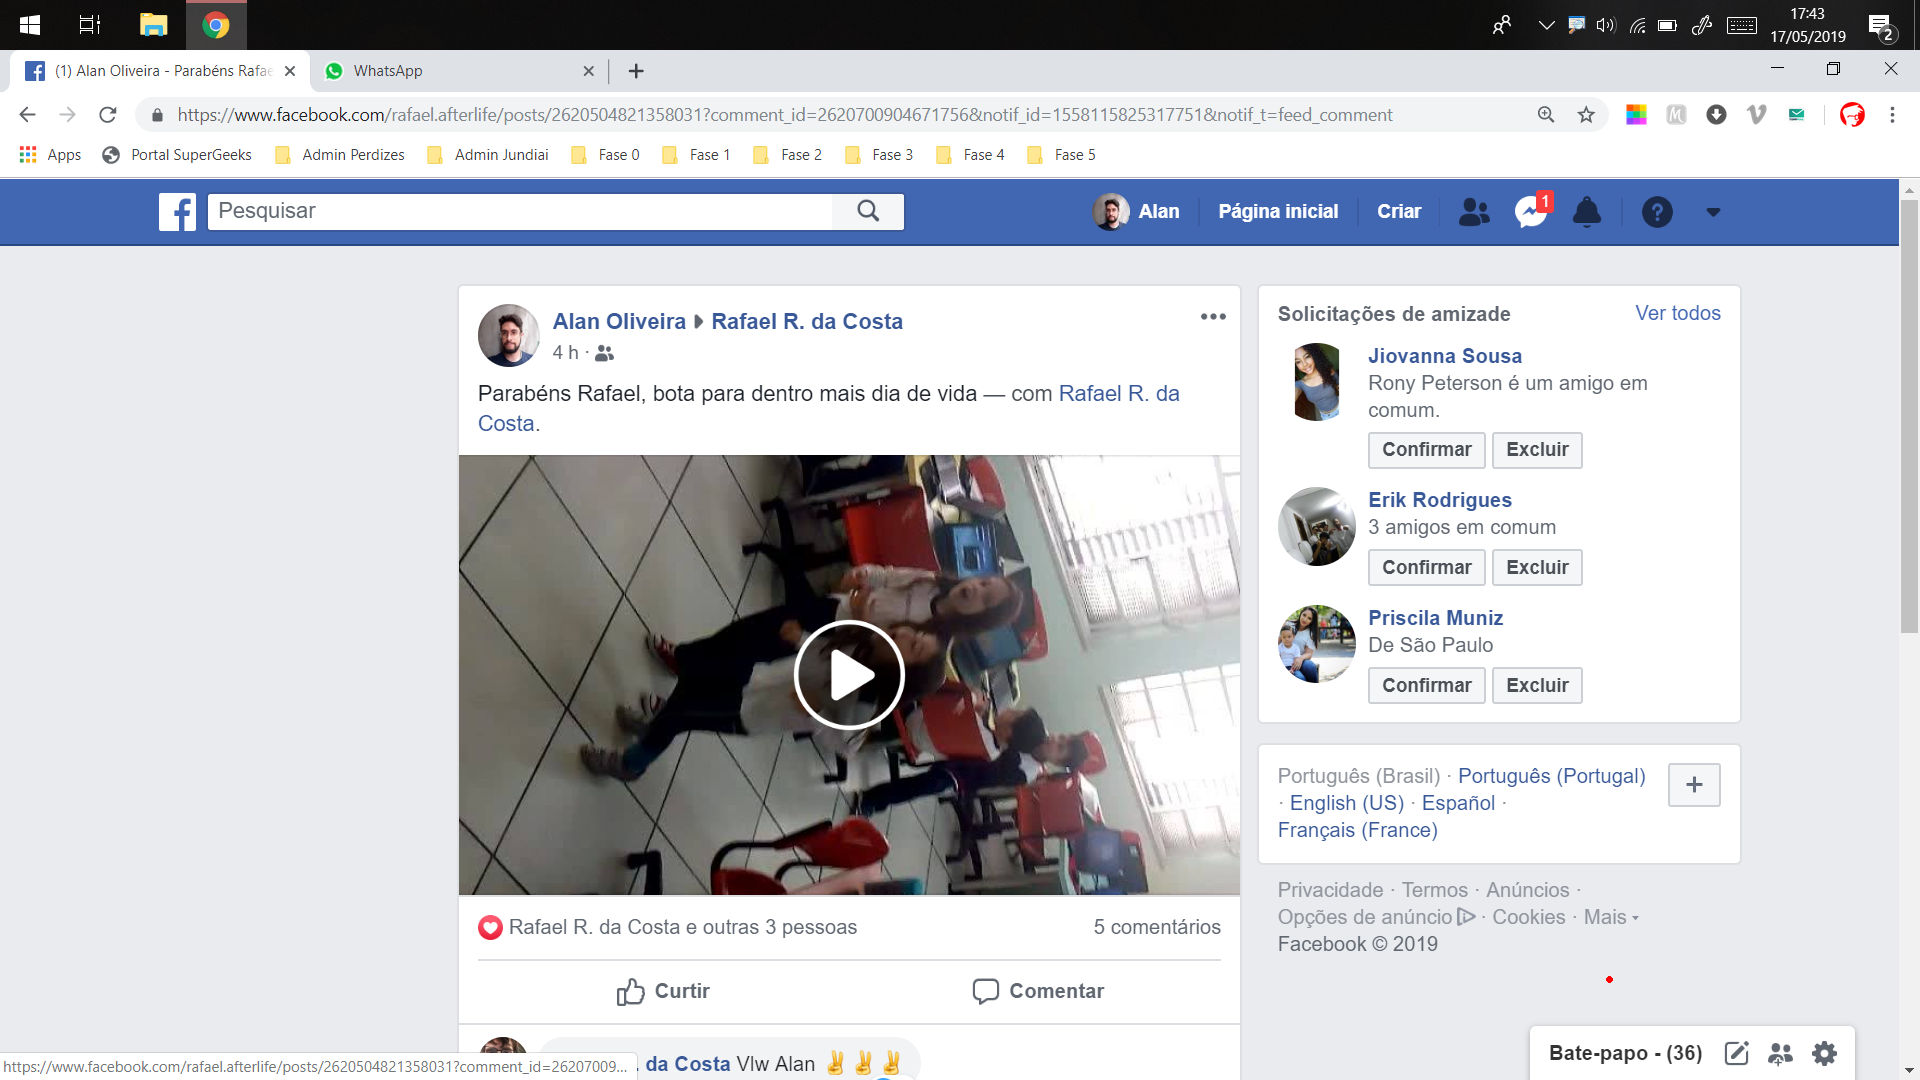 17:43
17/05/2019
2
(1) Alan Oliveira - Parabéns Rafae
WhatsApp
https://www.facebook.com/rafael.afterlife/posts/2620504821358031?comment_id=2620700904671756&notif_id=1558115825317751&notif_t=feed_comment
Apps
Portal SuperGeeks
Admin Perdizes
Admin Jundiai
Fase 0
Fase 1
Fase 2
Fase 3
Fase 4
Fase 5
Pesquisar
Alan
Página inicial
Criar
1
Alan Oliveira Rafael R. da Costa
4 h ·
Parabéns Rafael, bota para dentro mais dia de vida — com Rafael R. da
Costa.
Rafael R. da Costa e outras 3 pessoas
5 comentários
Curtir
Comentar
. da Costa Vlw Alan ✌✌✌
Solicitações de amizade
Ver todos
Jiovanna Sousa
Rony Peterson é um amigo em
comum.
Confirmar Excluir
Erik Rodrigues
3 amigos em comum
Confirmar Excluir
Priscila Muniz
De São Paulo
Confirmar Excluir
Português (Brasil) · Português (Portugal)
· English (US) · Español ·
Français (France)
Privacidade · Termos · Anúncios ·
Opções de anúncio · Cookies · Mais
Facebook © 2019
Bate-papo - (36)
https://www.facebook.com/rafael.afterlife/posts/2620504821358031?comment_id=26207009...